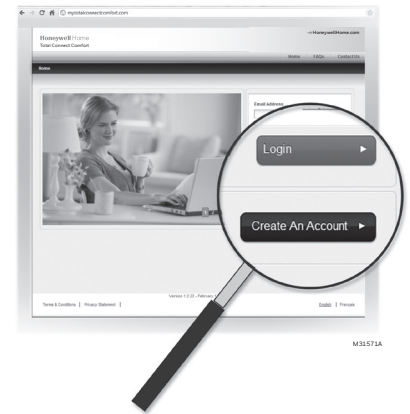 mytotalconnectcomfort.com
Honeywell Home
Total Connect Comfort
HoneywellHome.com
Home FAQs Contact Us
Home
Email Address
Login
Create An Account
Terms & Conditions | Privacy Statement |
English | Français
M31571A